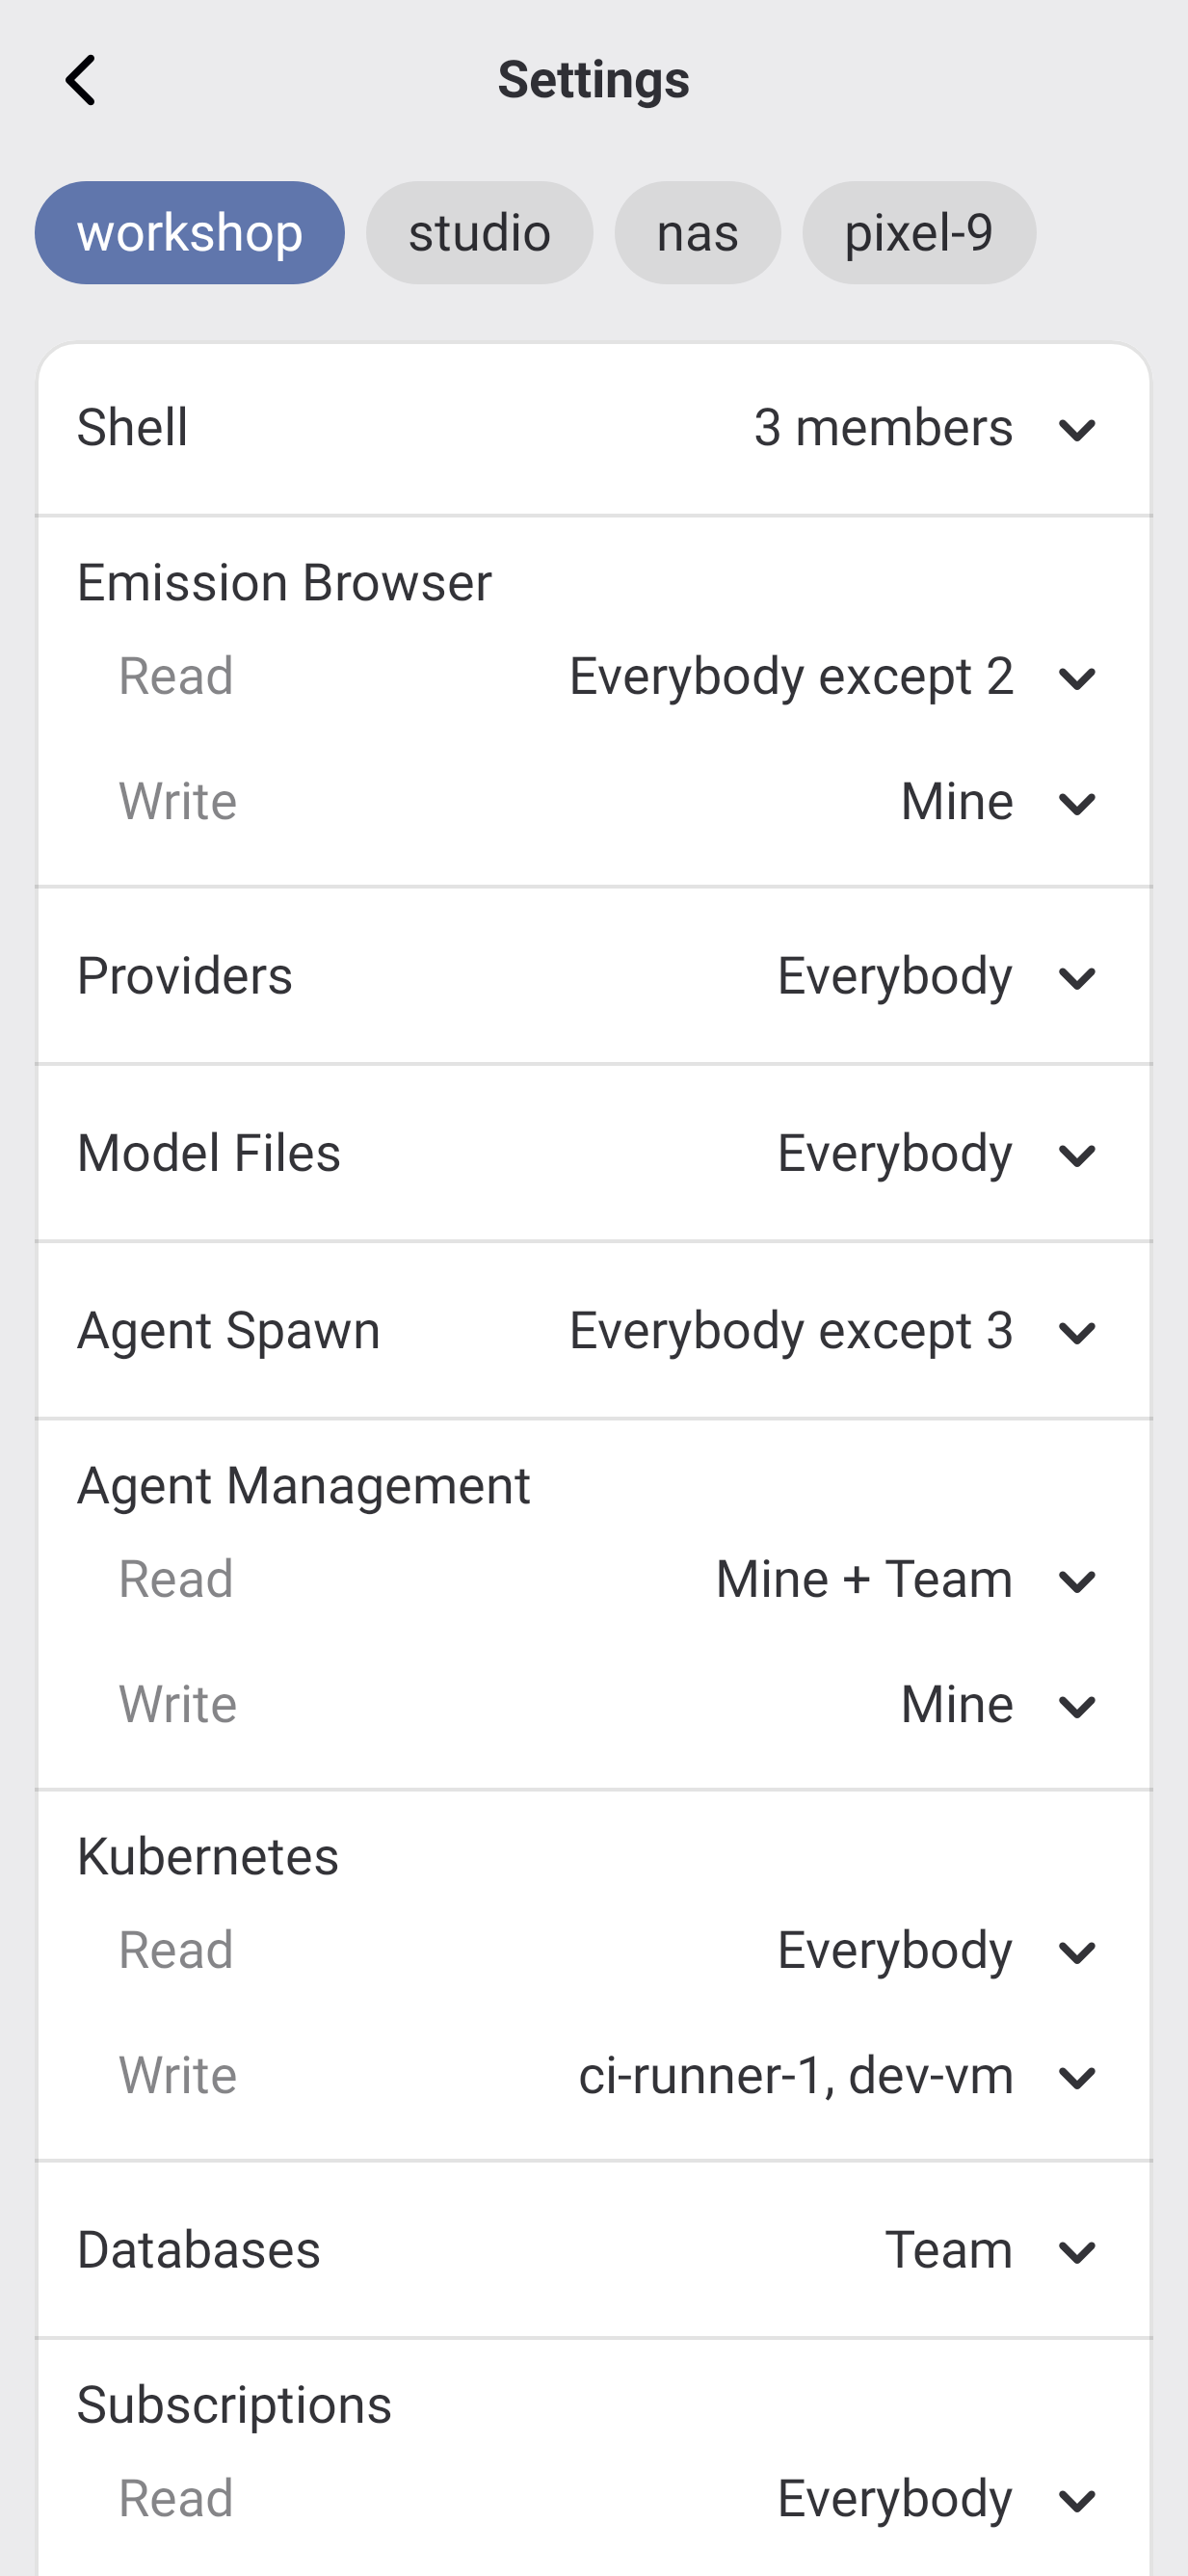 Settings
workshop studio nas pixel-9
Shell 3 members
Emission Browser
Read Everybody except 2
Write Mine
Providers Everybody
Model Files Everybody
Agent Spawn Everybody except 3
Agent Management
Read Mine + Team
Write Mine
Kubernetes
Read Everybody
Write ci-runner-1, dev-vm
Databases Team
Subscriptions
Read Everybody